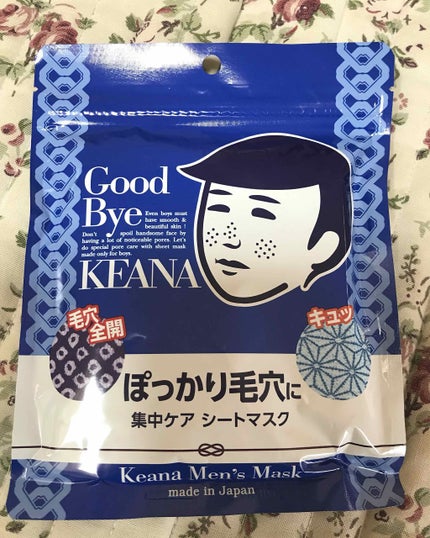 Good
Bye
Even boys must
have smooth &
beautiful skin !
Don't spoil handsome face by
having a lot of noticeable pores. Let's
do special pore care with sheet mask
made only for boys.
KEANA
毛穴
全開
キュッ
ぽっかり毛穴に
集中ケア シートマスク
Keana Men's Mask
made in Japan